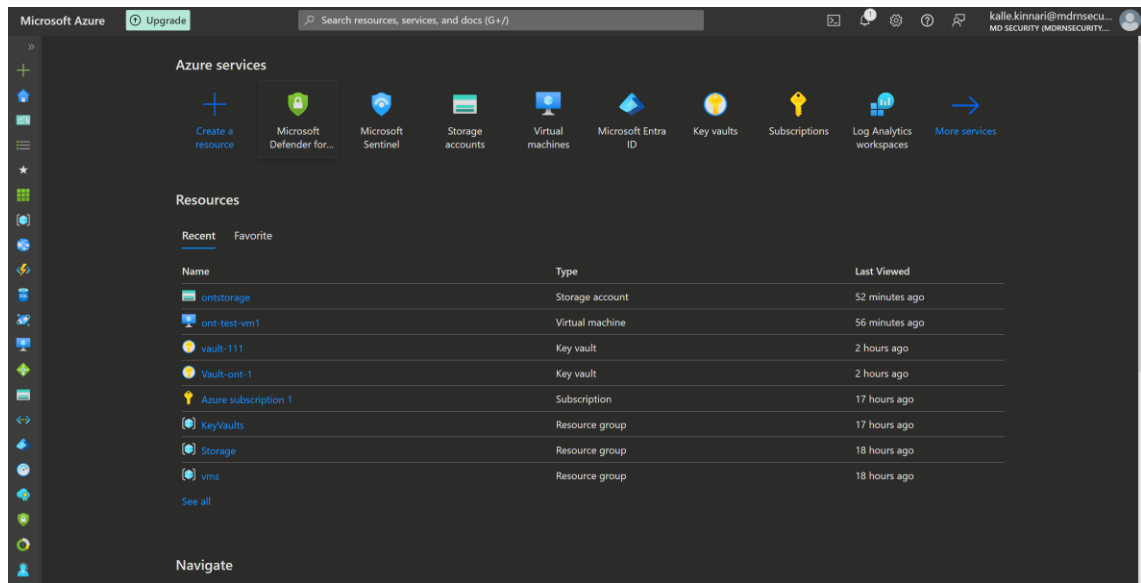 Microsoft Azure
Upgrade
Search resources, services, and docs (G+/)
1
kalle.kinnari@mdrnsecu...
MD SECURITY (MDRNSECURITY....
Azure services
Create a resource
Microsoft Defender for...
Microsoft Sentinel
Storage accounts
Virtual machines
Microsoft Entra ID
Key vaults
Subscriptions
Log Analytics workspaces
More services
Resources
Recent Favorite
Name Type Last Viewed
ontstorage Storage account 52 minutes ago
ont-test-vm1 Virtual machine 56 minutes ago
vault-111 Key vault 2 hours ago
Vault-ont-1 Key vault 2 hours ago
Azure subscription 1 Subscription 17 hours ago
KeyVaults Resource group 17 hours ago
Storage Resource group 18 hours ago
vms Resource group 18 hours ago
See all
Navigate